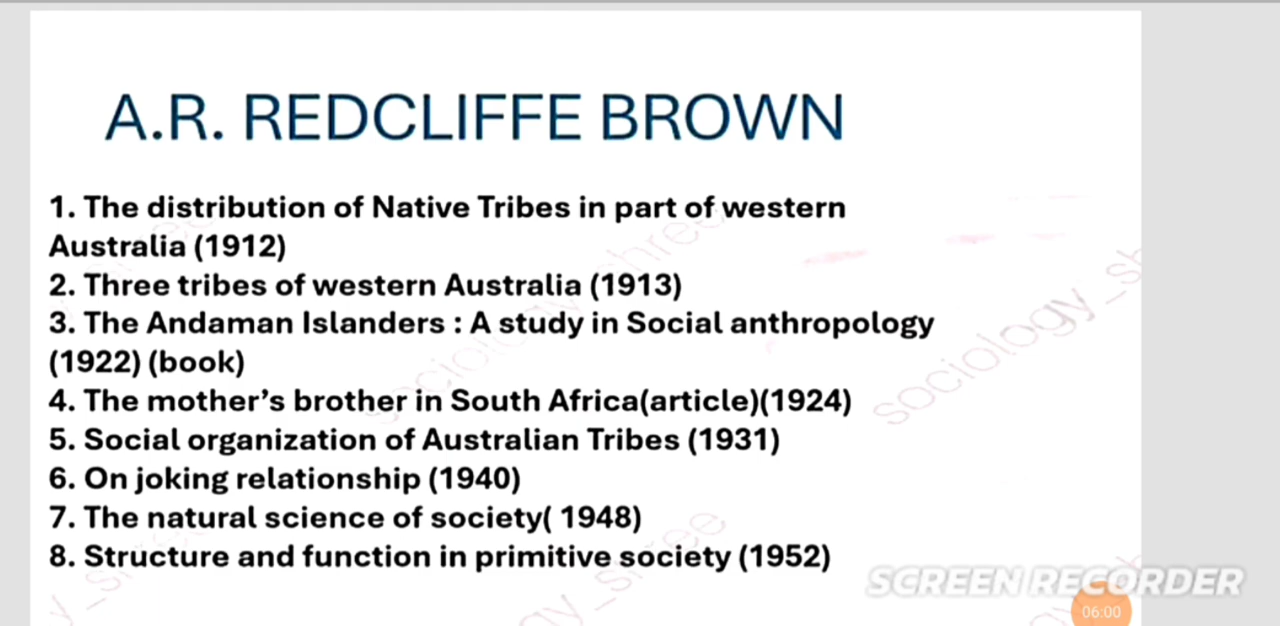 A.R. REDCLIFFE BROWN
1. The distribution of Native Tribes in part of western
Australia (1912)
2. Three tribes of western Australia (1913)
3. The Andaman Islanders : A study in Social anthropology
(1922) (book)
4. The mother’s brother in South Africa(article)(1924)
5. Social organization of Australian Tribes (1931)
6. On joking relationship (1940)
7. The natural science of society( 1948)
8. Structure and function in primitive society (1952)
sociology_sh
SCREEN RECORDER
06:00